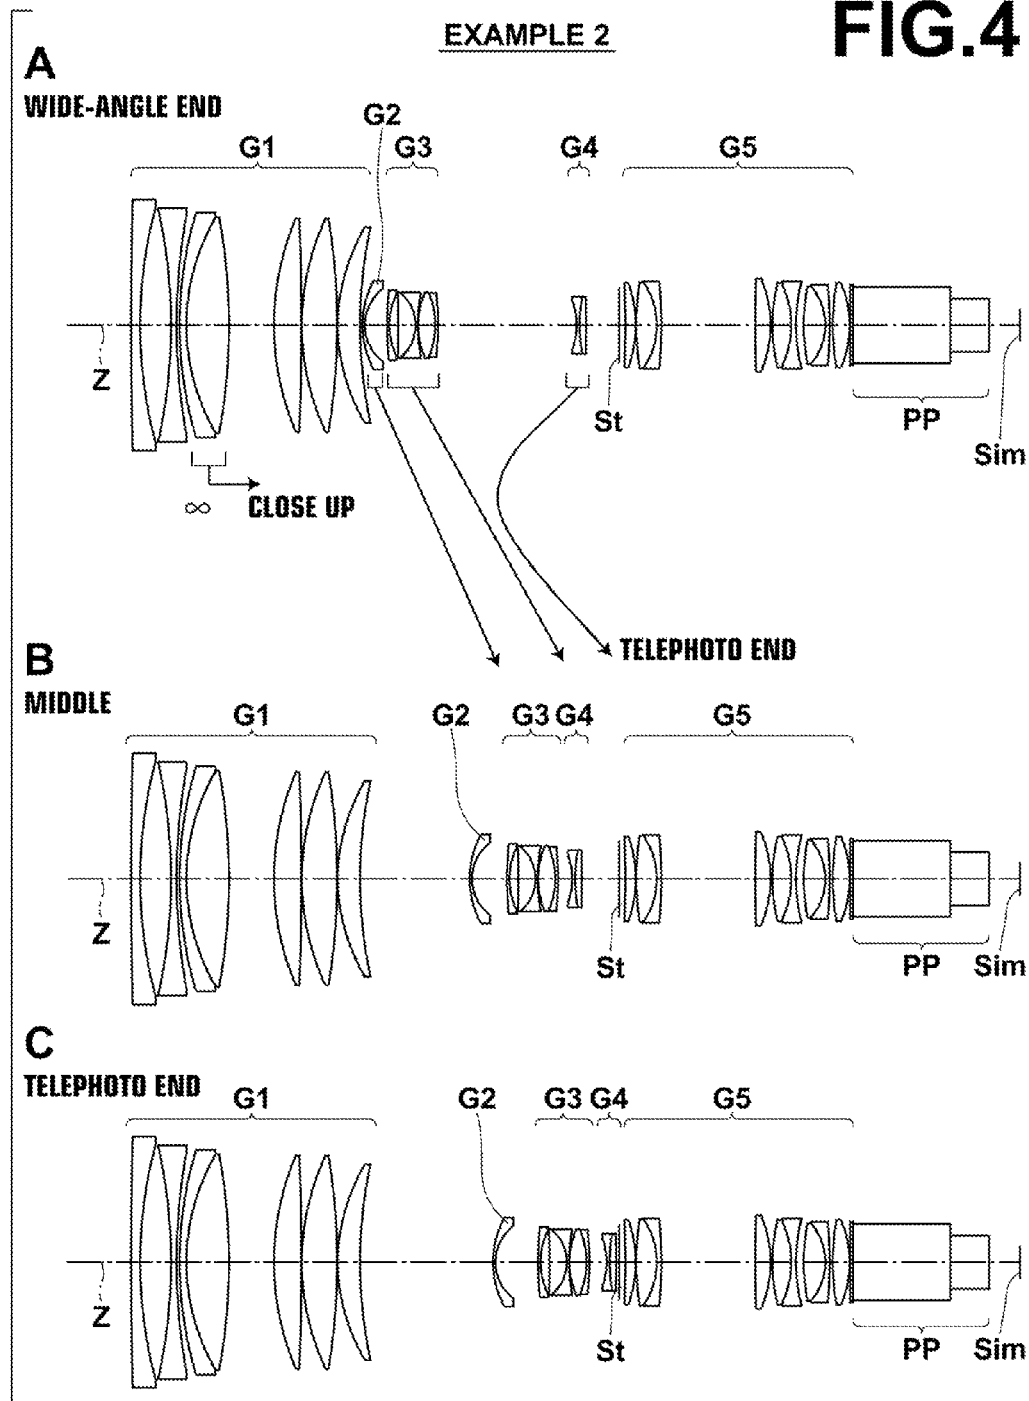 EXAMPLE 2
FIG.4
A
WIDE-ANGLE END
G2
G1 G3 G4 G5
Z
St
PP
Sim
∞ CLOSE UP
TELEPHOTO END
B
MIDDLE
G1 G2 G3 G4 G5
Z
St PP Sim
C
TELEPHOTO END
G1 G2 G3 G4 G5
Z
St PP Sim